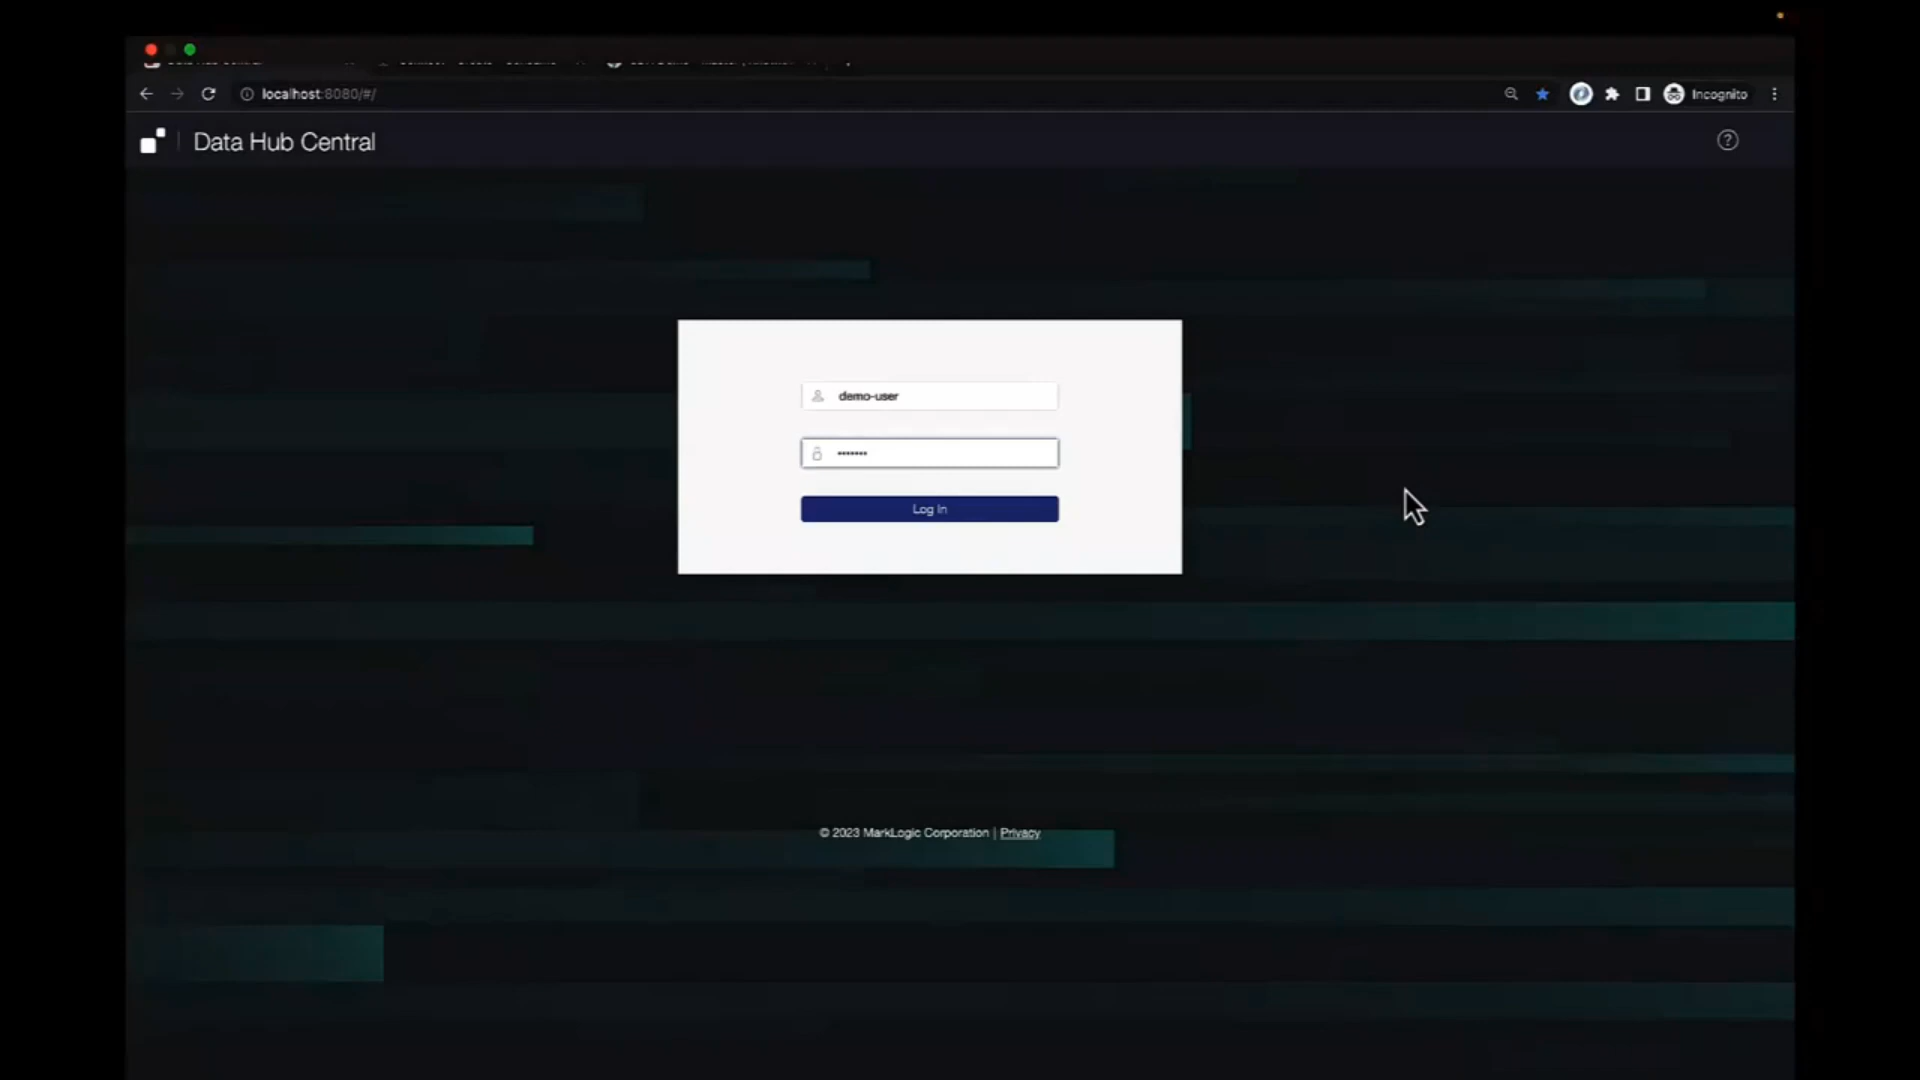 localhost:8080/#/
Incognito
Data Hub Central
?
demo-user
•••••••
Log In
© 2023 MarkLogic Corporation | Privacy